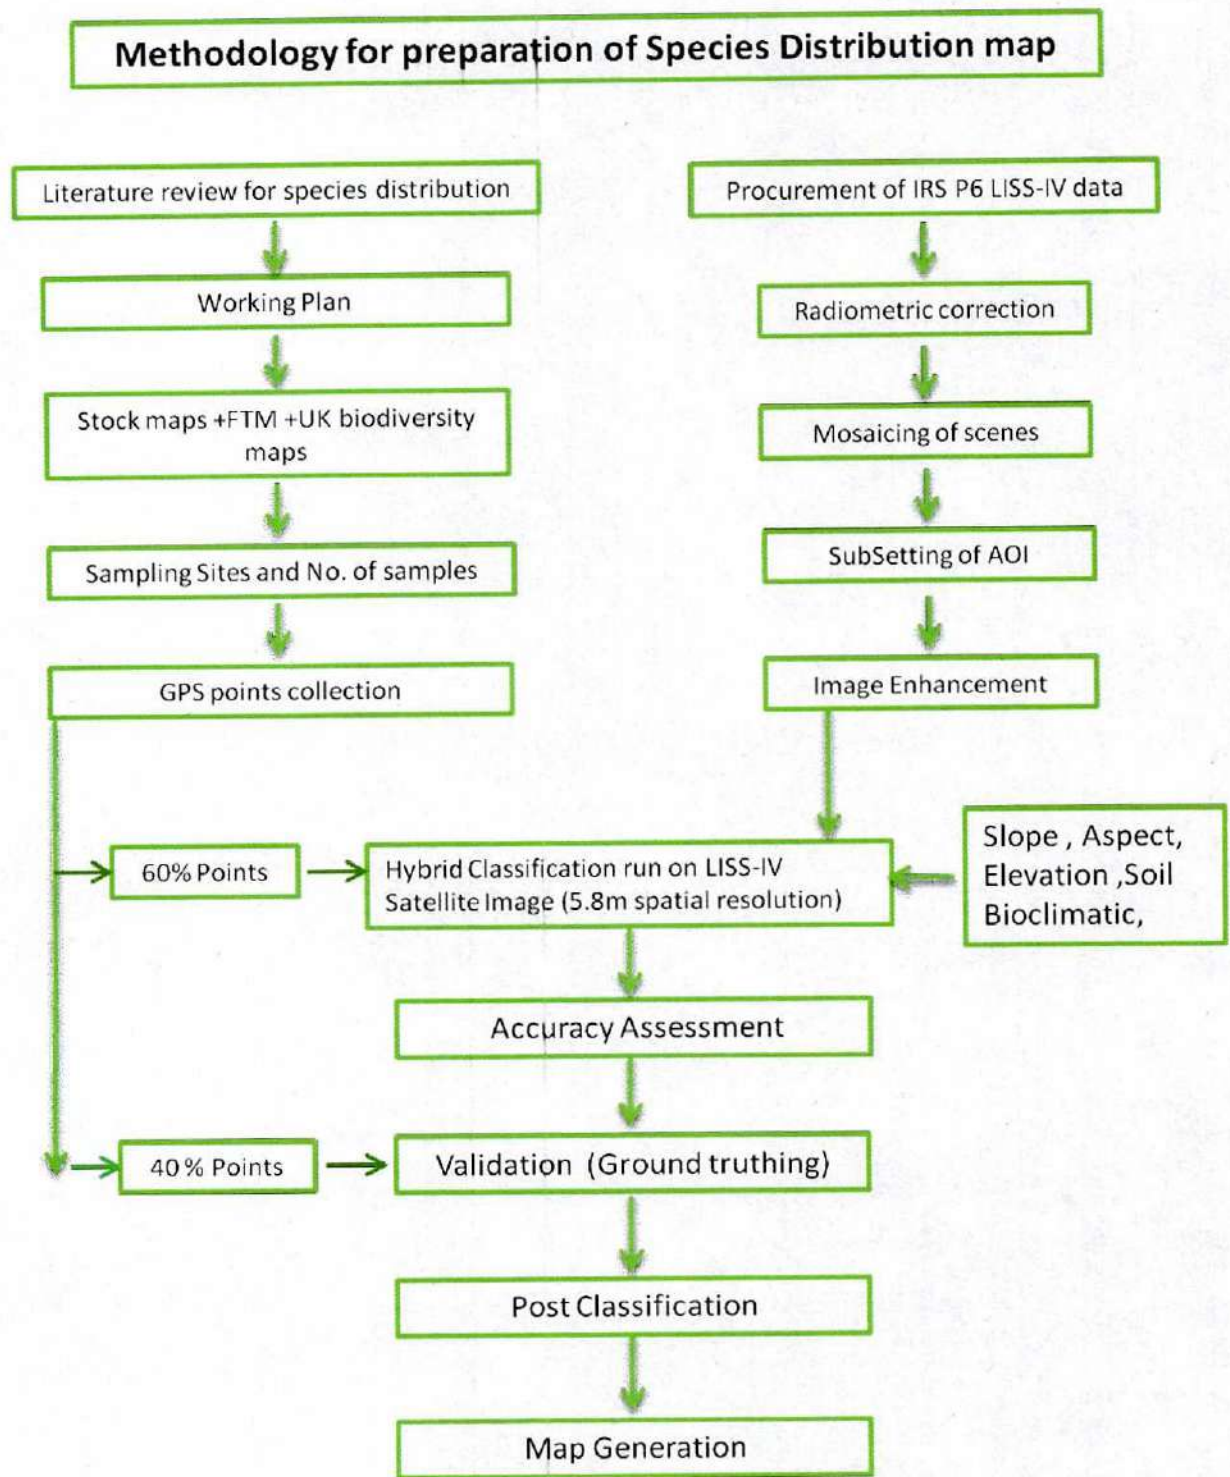 Methodology for preparation of Species Distribution map
Literature review for species distribution
Working Plan
Stock maps +FTM +UK biodiversity
maps
Sampling Sites and No. of samples
GPS points collection
Procurement of IRS P6 LISS-IV data
Radiometric correction
Mosaicing of scenes
SubSetting of AOI
Image Enhancement
Slope , Aspect,
Elevation ,Soil
Bioclimatic,
60% Points
Hybrid Classification run on LISS-IV
Satellite Image (5.8m spatial resolution)
Accuracy Assessment
40 % Points
Validation (Ground truthing)
Post Classification
Map Generation